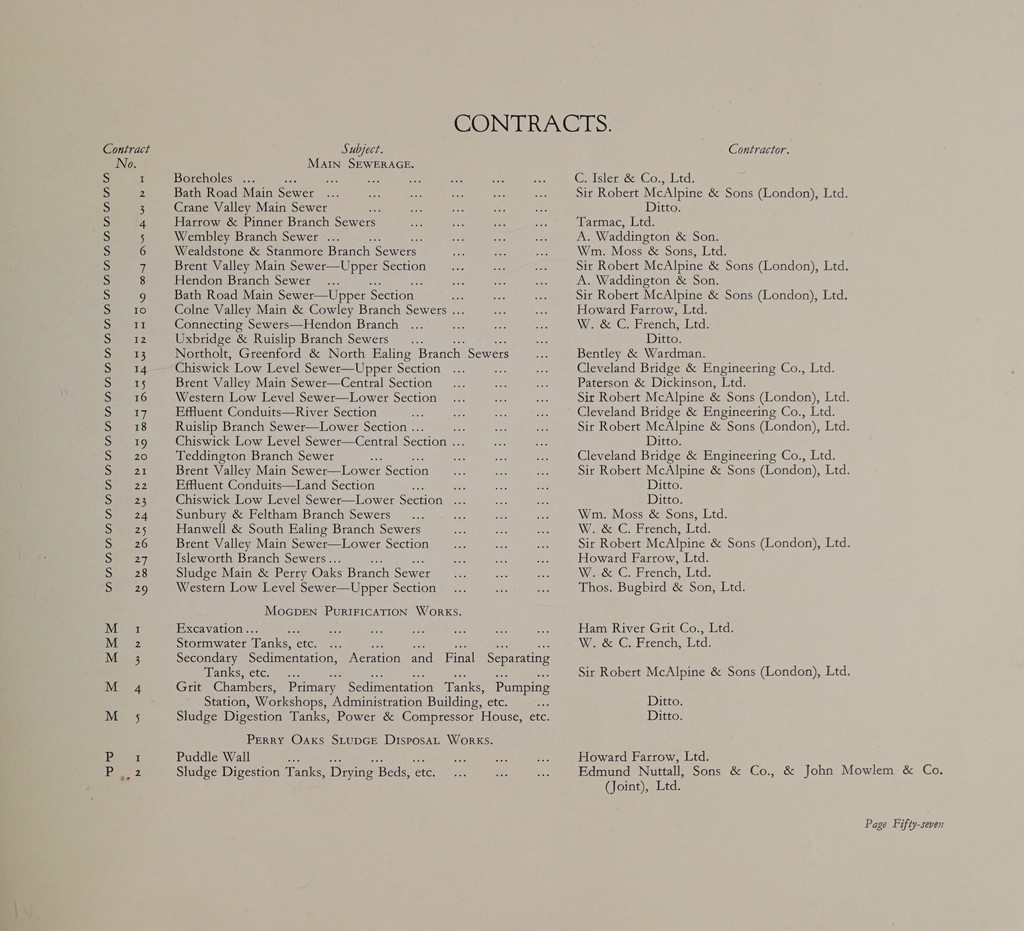 CONTRACTS.
Contract Subject. Contractor.
No. MAIN SEWERAGE.
S 1 Boreholes ... ... ... ... ... ... ... ... C. Isler & Co., Ltd.
S 2 Bath Road Main Sewer ... ... ... ... ... ... Sir Robert McAlpine & Sons (London), Ltd.
S 3 Crane Valley Main Sewer ... ... ... ... ... Ditto.
S 4 Harrow & Pinner Branch Sewers ... ... ... ... Tarmac, Ltd.
S 5 Wembley Branch Sewer ... ... ... ... ... ... A. Waddington & Son.
S 6 Wealdstone & Stanmore Branch Sewers ... ... ... Wm. Moss & Sons, Ltd.
S 7 Brent Valley Main Sewer—Upper Section ... ... ... Sir Robert McAlpine & Sons (London), Ltd.
S 8 Hendon Branch Sewer ... ... ... ... ... ... A. Waddington & Son.
S 9 Bath Road Main Sewer—Upper Section ... ... ... Sir Robert McAlpine & Sons (London), Ltd.
S 10 Colne Valley Main & Cowley Branch Sewers ... ... ... Howard Farrow, Ltd.
S 11 Connecting Sewers—Hendon Branch ... ... ... ... W. & C. French, Ltd.
S 12 Uxbridge & Ruislip Branch Sewers ... ... ... ... Ditto.
S 13 Northolt, Greenford & North Ealing Branch Sewers ... Bentley & Wardman.
S 14 Chiswick Low Level Sewer—Upper Section ... ... ... Cleveland Bridge & Engineering Co., Ltd.
S 15 Brent Valley Main Sewer—Central Section ... ... ... Paterson & Dickinson, Ltd.
S 16 Western Low Level Sewer—Lower Section ... ... ... Sir Robert McAlpine & Sons (London), Ltd.
S 17 Effluent Conduits—River Section ... ... ... ... Cleveland Bridge & Engineering Co., Ltd.
S 18 Ruislip Branch Sewer—Lower Section ... ... ... ... Sir Robert McAlpine & Sons (London), Ltd.
S 19 Chiswick Low Level Sewer—Central Section ... ... ... Ditto.
S 20 Teddington Branch Sewer ... ... ... ... ... Cleveland Bridge & Engineering Co., Ltd.
S 21 Brent Valley Main Sewer—Lower Section ... ... ... Sir Robert McAlpine & Sons (London), Ltd.
S 22 Effluent Conduits—Land Section ... ... ... ... Ditto.
S 23 Chiswick Low Level Sewer—Lower Section ... ... ... Ditto.
S 24 Sunbury & Feltham Branch Sewers ... ... ... ... Wm. Moss & Sons, Ltd.
S 25 Hanwell & South Ealing Branch Sewers ... ... ... W. & C. French, Ltd.
S 26 Brent Valley Main Sewer—Lower Section ... ... ... Sir Robert McAlpine & Sons (London), Ltd.
S 27 Isleworth Branch Sewers ... ... ... ... ... ... Howard Farrow, Ltd.
S 28 Sludge Main & Perry Oaks Branch Sewer ... ... ... W. & C. French, Ltd.
S 29 Western Low Level Sewer—Upper Section ... ... ... Thos. Bugbird & Son, Ltd.
MOGDEN PURIFICATION WORKS.
M 1 Excavation ... ... ... ... ... ... ... ... Ham River Grit Co., Ltd.
M 2 Stormwater Tanks, etc. ... ... ... ... ... ... W. & C. French, Ltd.
M 3 Secondary Sedimentation, Aeration and Final Separating
Tanks, etc. ... ... ... ... ... ... ... Sir Robert McAlpine & Sons (London), Ltd.
M 4 Grit Chambers, Primary Sedimentation Tanks, Pumping
Station, Workshops, Administration Building, etc. ... Ditto.
M 5 Sludge Digestion Tanks, Power & Compressor House, etc. Ditto.
PERRY OAKS SLUDGE DISPOSAL WORKS.
P 1 Puddle Wall ... ... ... ... ... ... ... Howard Farrow, Ltd.
P 2 Sludge Digestion Tanks, Drying Beds, etc. ... ... ... Edmund Nuttall, Sons & Co., & John Mowlem & Co.
(Joint), Ltd.
Page Fifty-seven